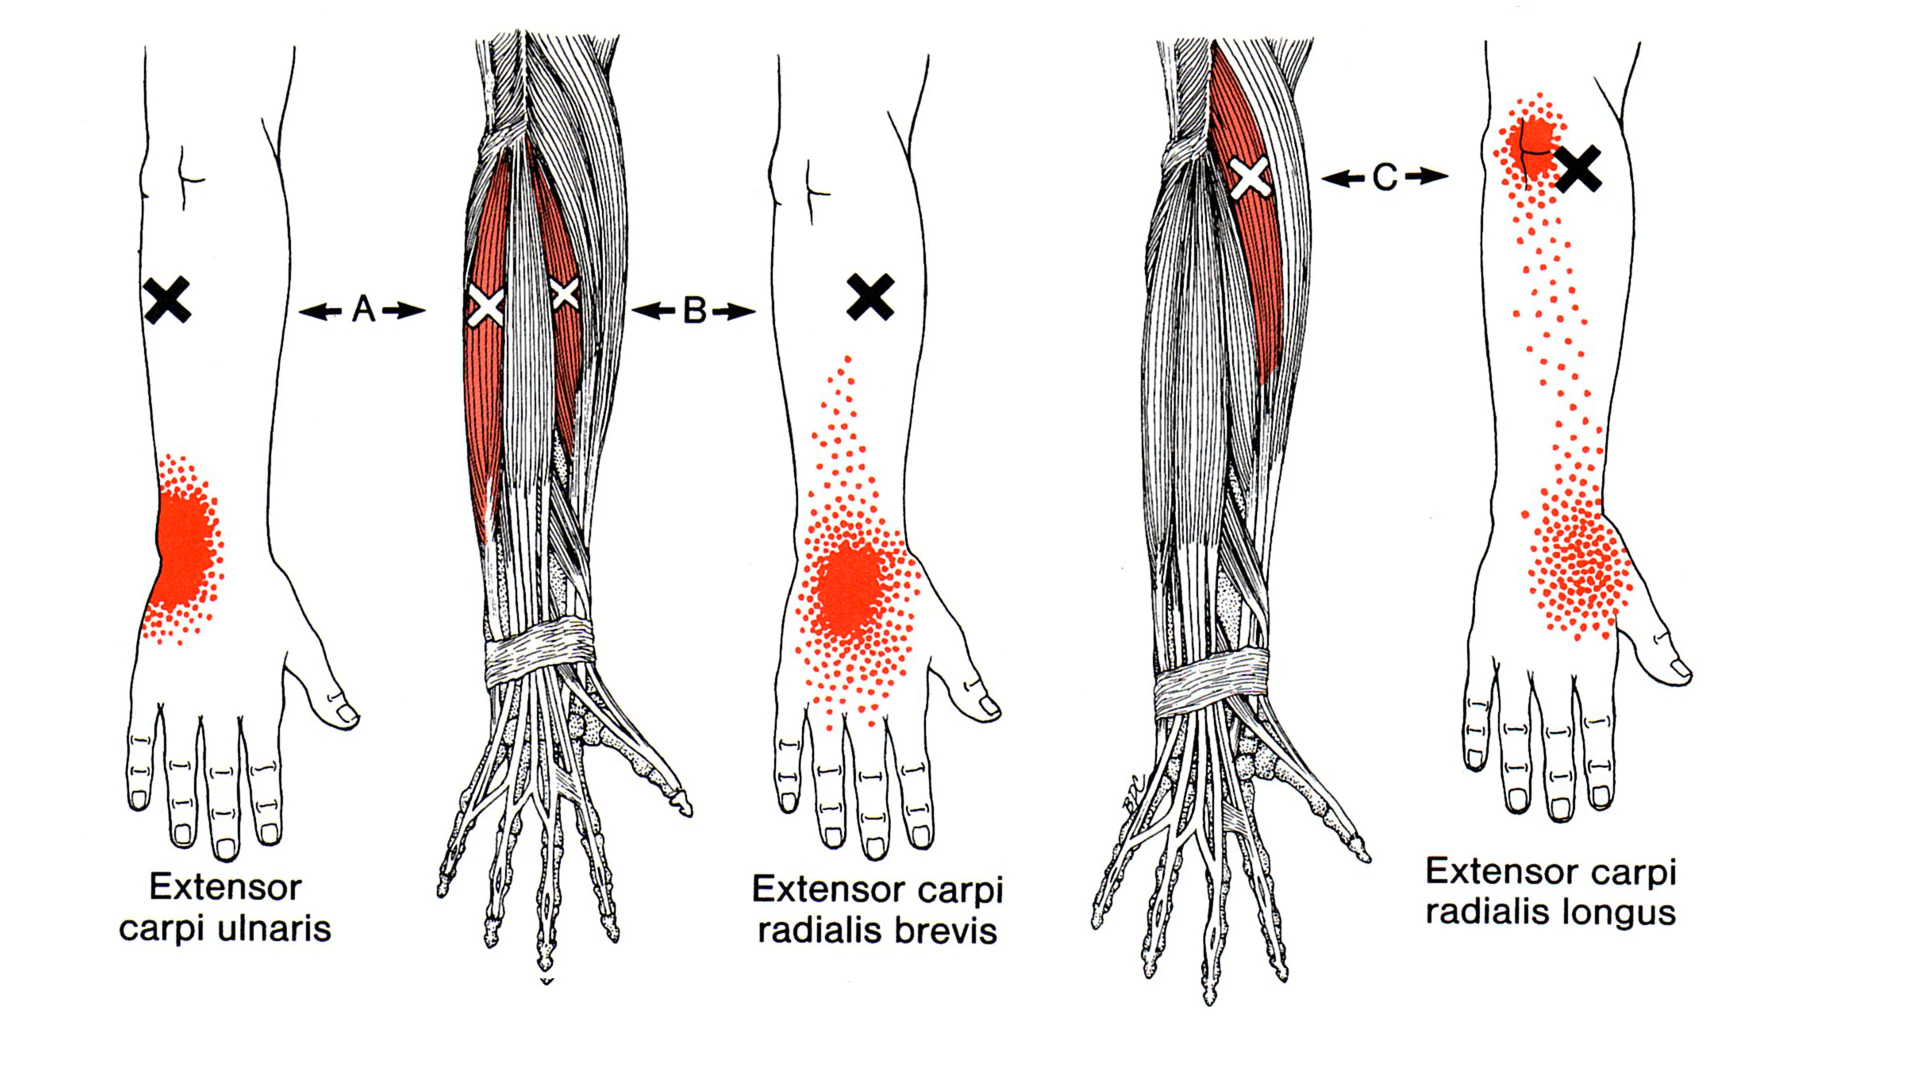 A
B
C
Extensor
carpi ulnaris
Extensor carpi
radialis brevis
Extensor carpi
radialis longus